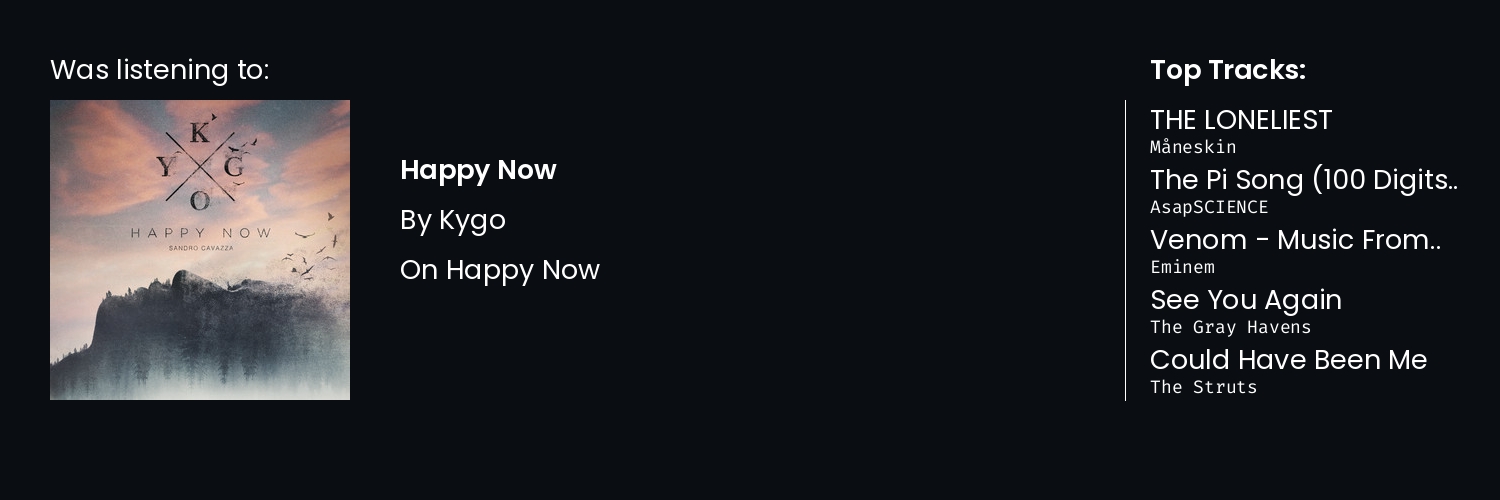 Was listening to:
K
Y G
O
HAPPY NOW
SANDRO CAVAZZA
Happy Now
By Kygo
On Happy Now
Top Tracks:
THE LONELIEST
Måneskin
The Pi Song (100 Digits..
AsapSCIENCE
Venom - Music From..
Eminem
See You Again
The Gray Havens
Could Have Been Me
The Struts